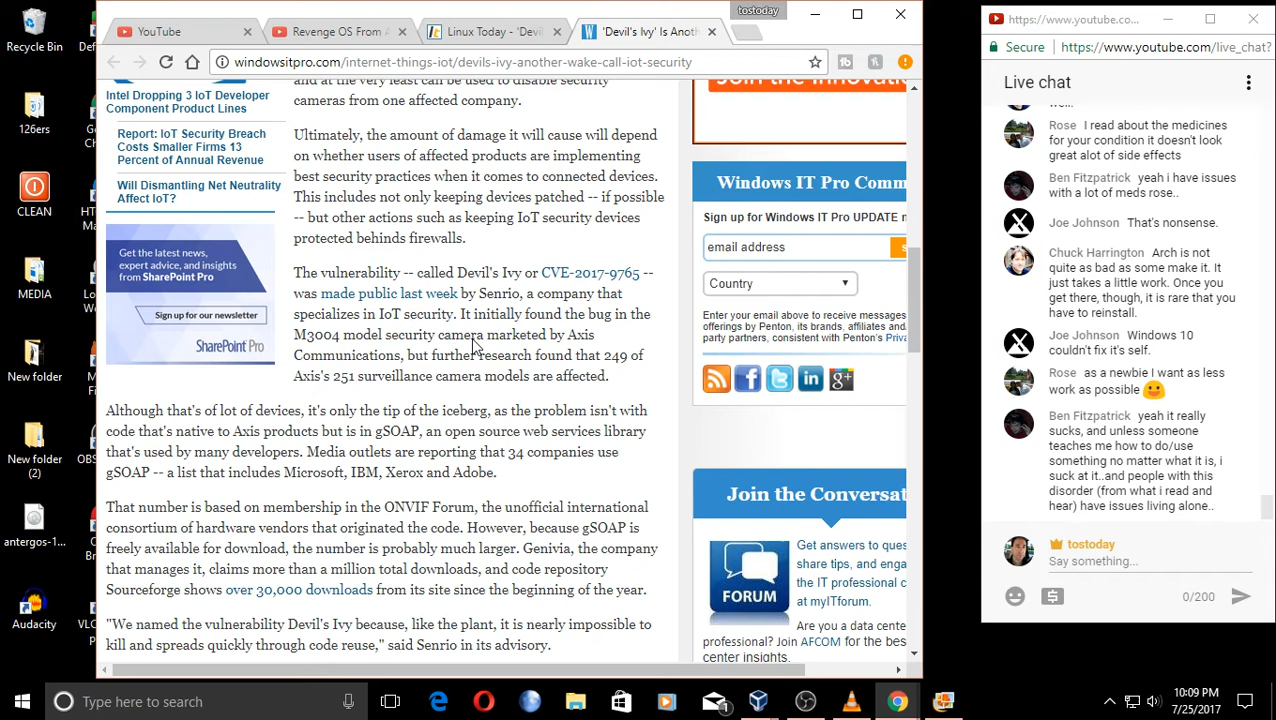 tostoday
YouTube
Revenge OS From A
Linux Today - 'Devil
'Devil's Ivy' Is Anoth
windowsitpro.com/internet-things-iot/devils-ivy-another-wake-call-iot-security
Recycle Bin
126ers
CLEAN
MEDIA
New folder
New folder
(2)
antergos-1...
Audacity
Intel Dropping 3 IoT Developer
Component Product Lines
Report: IoT Security Breach
Costs Smaller Firms 13
Percent of Annual Revenue
Will Dismantling Net Neutrality
Affect IoT?
Get the latest news,
expert advice, and insights
from SharePoint Pro
Sign up for our newsletter
SharePoint Pro
and at the very least can be used to disable security
cameras from one affected company.
Ultimately, the amount of damage it will cause will depend
on whether users of affected products are implementing
best security practices when it comes to connected devices.
This includes not only keeping devices patched -- if possible
-- but other actions such as keeping IoT security devices
protected behinds firewalls.
The vulnerability -- called Devil's Ivy or CVE-2017-9765 --
was made public last week by Senrio, a company that
specializes in IoT security. It initially found the bug in the
M3004 model security camera marketed by Axis
Communications, but further research found that 249 of
Axis's 251 surveillance camera models are affected.
Although that's of lot of devices, it's only the tip of the iceberg, as the problem isn't with
code that's native to Axis products but is in gSOAP, an open source web services library
that's used by many developers. Media outlets are reporting that 34 companies use
gSOAP -- a list that includes Microsoft, IBM, Xerox and Adobe.
That number is based on membership in the ONVIF Forum, the unofficial international
consortium of hardware vendors that originated the code. However, because gSOAP is
freely available for download, the number is probably much larger. Genivia, the company
that manages it, claims more than a million total downloads, and code repository
Sourceforge shows over 30,000 downloads from its site since the beginning of the year.
"We named the vulnerability Devil's Ivy because, like the plant, it is nearly impossible to
kill and spreads quickly through code reuse," said Senrio in its advisory.
Join the Innovati
Windows IT Pro Comm
Sign up for Windows IT Pro UPDATE n
email address
Country
Enter your email above to receive messages
offerings by Penton, its brands, affiliates and/
party partners, consistent with Penton's Priva
Join the Conversat
FORUM
Get answers to ques
share tips, and enga
the IT professional c
at myITforum.
Are you a data cente
professional? Join AFCOM for the bes
center insights.
https://www.youtube.co...
Secure https://www.youtube.com/live_chat?
Live chat
well.
Rose I read about the medicines
for your condition it doesn't look
great alot of side effects
Ben Fitzpatrick yeah i have issues
with a lot of meds rose..
Joe Johnson That's nonsense.
Chuck Harrington Arch is not
quite as bad as some make it. It
just takes a little work. Once you
get there, though, it is rare that you
have to reinstall.
Joe Johnson Windows 10
couldn't fix it's self.
Rose as a newbie I want as less
work as possible
Ben Fitzpatrick yeah it really
sucks, and unless someone
teaches me how to do/use
something no matter what it is, i
suck at it..and people with this
disorder (from what i read and
hear) have issues living alone..
tostoday
Say something...
0/200
Type here to search
10:09 PM
7/25/2017